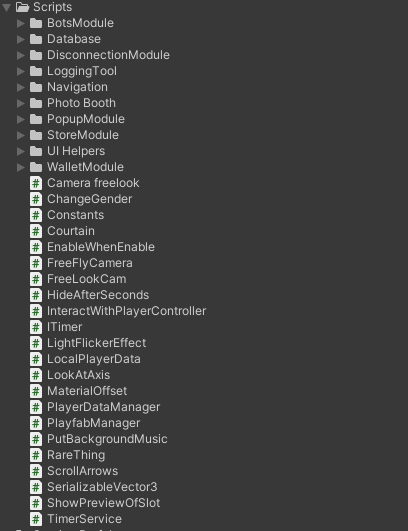 Scripts
BotsModule
Database
DisconnectionModule
LoggingTool
Navigation
Photo Booth
PopupModule
StoreModule
UI Helpers
WalletModule
Camera freelook
ChangeGender
Constants
Courtain
EnableWhenEnable
FreeFlyCamera
FreeLookCam
HideAfterSeconds
InteractWithPlayerController
ITimer
LightFlickerEffect
LocalPlayerData
LookAtAxis
MaterialOffset
PlayerDataManager
PlayfabManager
PutBackgroundMusic
RareThing
ScrollArrows
SerializableVector3
ShowPreviewOfSlot
TimerService